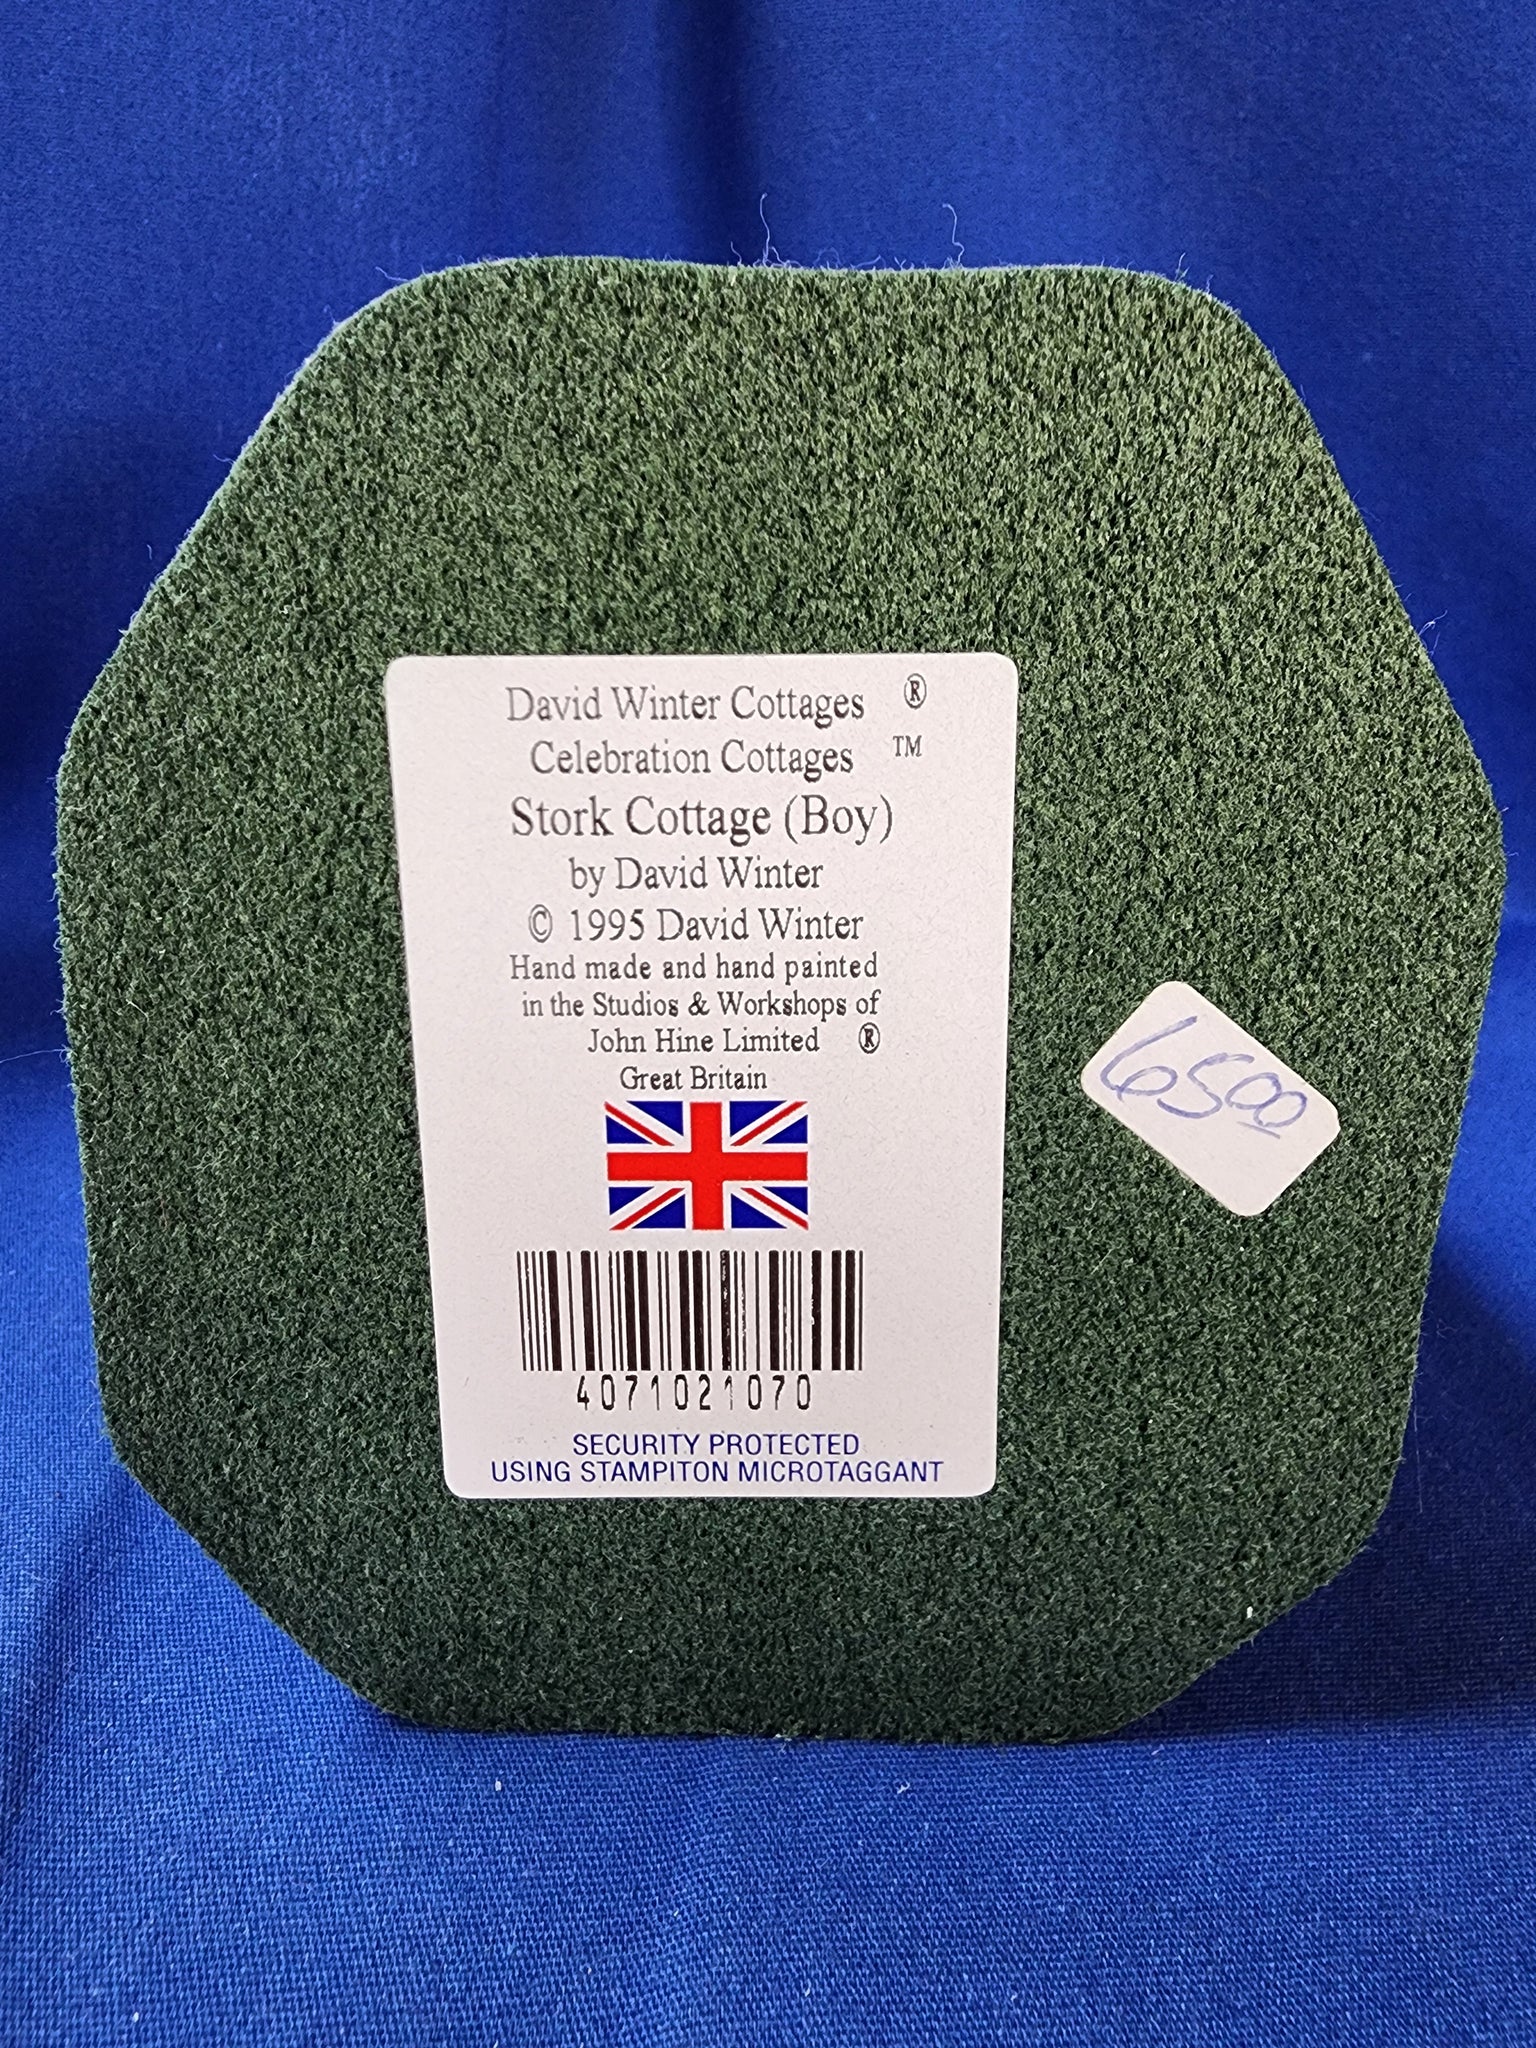 David Winter Cottages ®
Celebration Cottages ™
Stork Cottage (Boy)
by David Winter
© 1995 David Winter
Hand made and hand painted
in the Studios & Workshops of
John Hine Limited ®
Great Britain
6500
4071021070
SECURITY PROTECTED
USING STAMPITON MICROTAGGANT